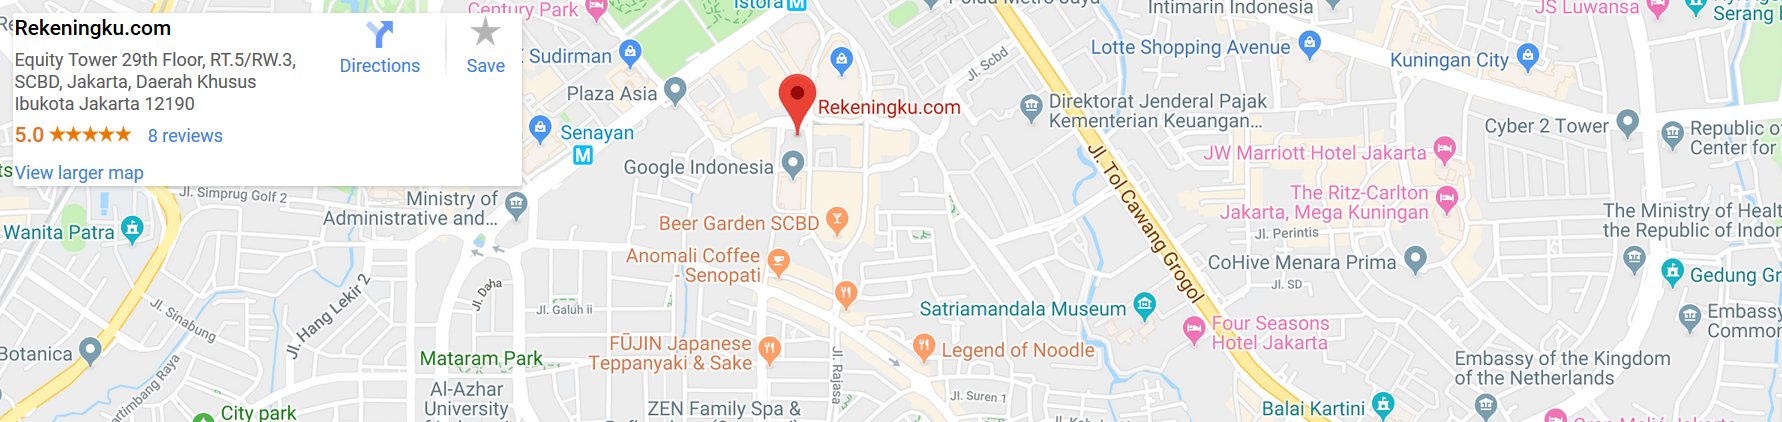 Rekeningku.com
Equity Tower 29th Floor, RT.5/RW.3,
SCBD, Jakarta, Daerah Khusus
Ibukota Jakarta 12190
5.0
8 reviews
View larger map
Directions
Save
Century Park
Istora
M
Polda Metro Jaya
Intimarin Indonesia
JS Luwansa
Serang
Sudirman
Plaza Asia
Senayan
M
Rekeningku.com
Google Indonesia
Jl. Scbd
Lotte Shopping Avenue
Kuningan City
Direktorat Jenderal Pajak
Kementerian Keuangan...
Cyber 2 Tower
Republic
Center for
JW Marriott Hotel Jakarta
Jl. Tol Cawang Grogol
The Ritz-Carlton
Jakarta, Mega Kuningan
Jl. Perintis
The Ministry of
the Republic of
Jl. Simprug Golf 2
Ministry of
Administrative and...
Wanita Patra
Beer Garden SCBD
Anomali Coffee
- Senopati
CoHive Menara Prima
Jl. SD
Gedung
Jl. Daha
Jl. Hang Lekir 2
Jl. Sinabung
Jl. Galuh ii
Satriamandala Museum
Four Seasons
Hotel Jakarta
Embassy
Botanica
Mataram Park
FŪJIN Japanese
Teppanyaki & Sake
Jl. Rajasa
Legend of Noodle
Embassy of the Kingdom
of the Netherlands
Al-Azhar
University
City park
ZEN Family Spa &
Jl. Suren 1
Balai Kartini